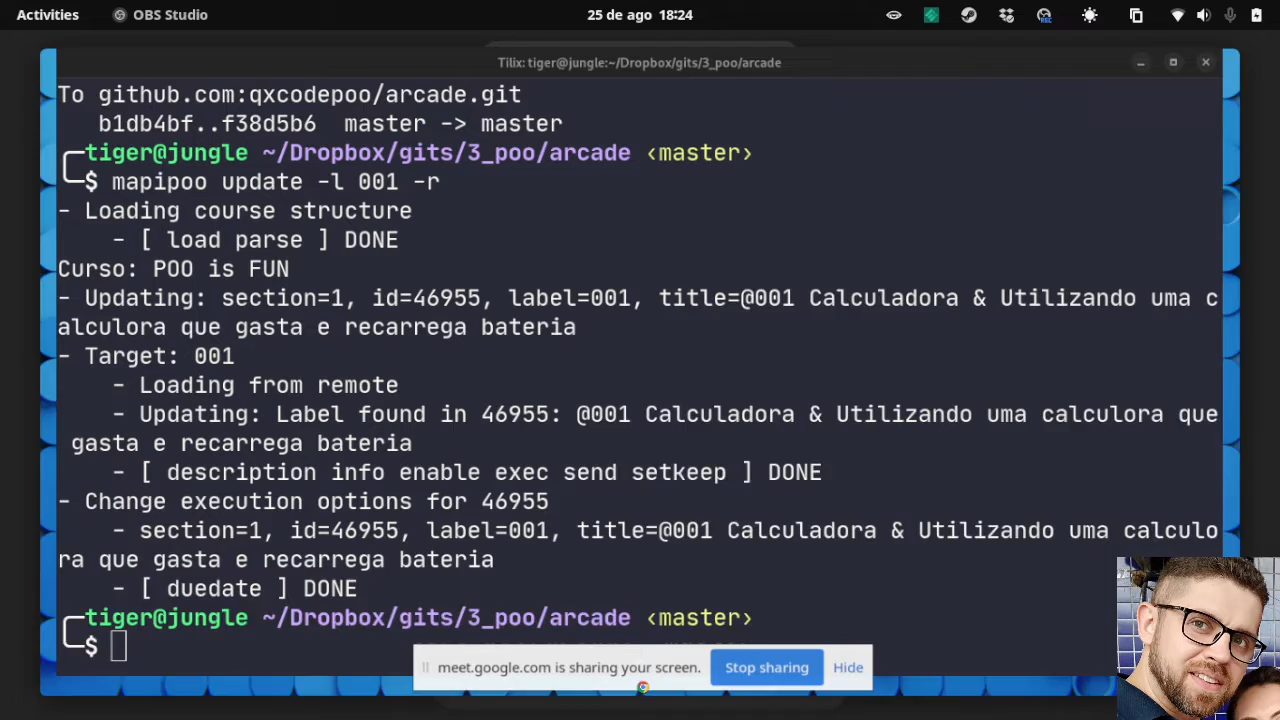 Activities
OBS Studio
25 de ago 18:24
Tilix: tiger@jungle:~/Dropbox/gits/3_poo/arcade
To github.com:qxcodepoo/arcade.git
b1db4bf..f38d5b6 master -> master
tiger@jungle ~/Dropbox/gits/3_poo/arcade ‹master›
$ mapipoo update -l 001 -r
- Loading course structure
- [ load parse ] DONE
Curso: POO is FUN
- Updating: section=1, id=46955, label=001, title=@001 Calculadora & Utilizando uma c
alculora que gasta e recarrega bateria
- Target: 001
- Loading from remote
- Updating: Label found in 46955: @001 Calculadora & Utilizando uma calculora que
gasta e recarrega bateria
- [ description info enable exec send setkeep ] DONE
- Change execution options for 46955
- section=1, id=46955, label=001, title=@001 Calculadora & Utilizando uma calculo
ra que gasta e recarrega bateria
- [ duedate ] DONE
tiger@jungle ~/Dropbox/gits/3_poo/arcade ‹master›
$
meet.google.com is sharing your screen.
Stop sharing
Hide